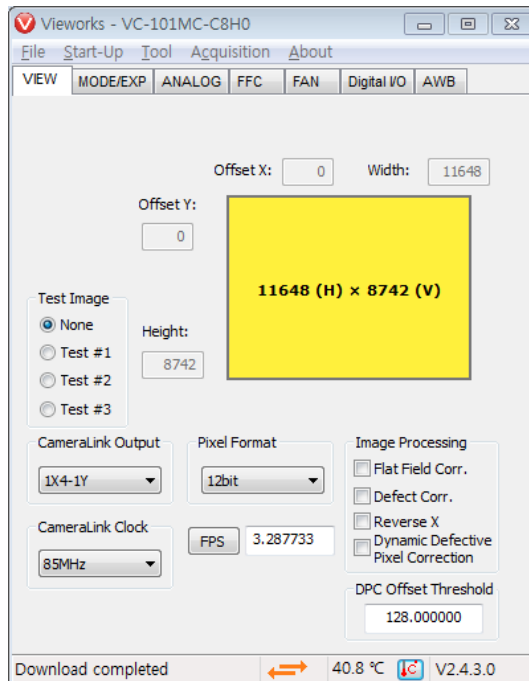 Vieworks - VC-101MC-C8H0
File Start-Up Tool Acquisition About
VIEW MODE/EXP ANALOG FFC FAN Digital I/O AWB
Offset X: 0 Width: 11648
Offset Y:
0
11648 (H) × 8742 (V)
Test Image
None
Test #1
Test #2
Test #3
Height:
8742
CameraLink Output
1X4-1Y
Pixel Format
12bit
Image Processing
Flat Field Corr.
Defect Corr.
Reverse X
Dynamic Defective
Pixel Correction
CameraLink Clock
85MHz
FPS 3.287733
DPC Offset Threshold
128.000000
Download completed 40.8 ℃ V2.4.3.0